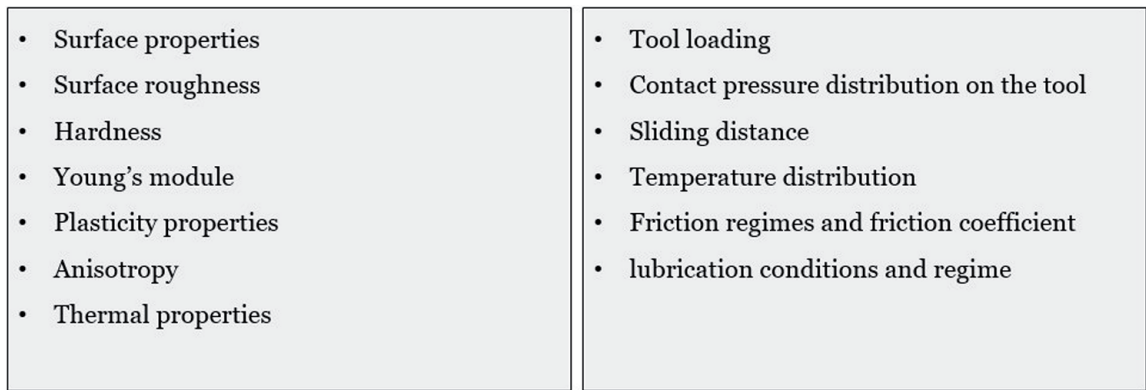 • Surface properties
• Surface roughness
• Hardness
• Young’s module
• Plasticity properties
• Anisotropy
• Thermal properties
• Tool loading
• Contact pressure distribution on the tool
• Sliding distance
• Temperature distribution
• Friction regimes and friction coefficient
• lubrication conditions and regime